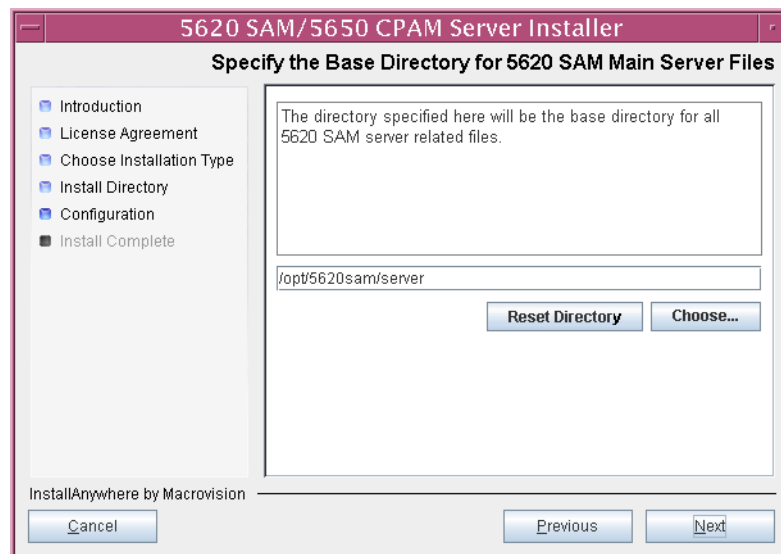 5620 SAM/5650 CPAM Server Installer
Specify the Base Directory for 5620 SAM Main Server Files
Introduction
License Agreement
Choose Installation Type
Install Directory
Configuration
Install Complete
The directory specified here will be the base directory for all
5620 SAM server related files.
/opt/5620sam/server
Reset Directory
Choose...
InstallAnywhere by Macrovision
Cancel
Previous
Next